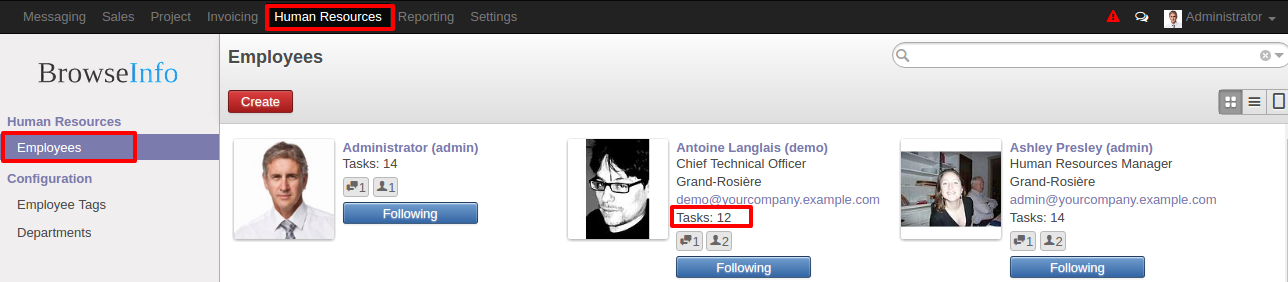 Messaging Sales Project Invoicing Human Resources Reporting Settings Administrator
BrowseInfo
Human Resources
Employees
Configuration
Employee Tags
Departments
Employees
Create
Administrator (admin)
Tasks: 14
1 1
Following
Antoine Langlais (demo)
Chief Technical Officer
Grand-Rosière
demo@yourcompany.example.com
Tasks: 12
1 2
Following
Ashley Presley (admin)
Human Resources Manager
Grand-Rosière
admin@yourcompany.example.com
Tasks: 14
1 2
Following